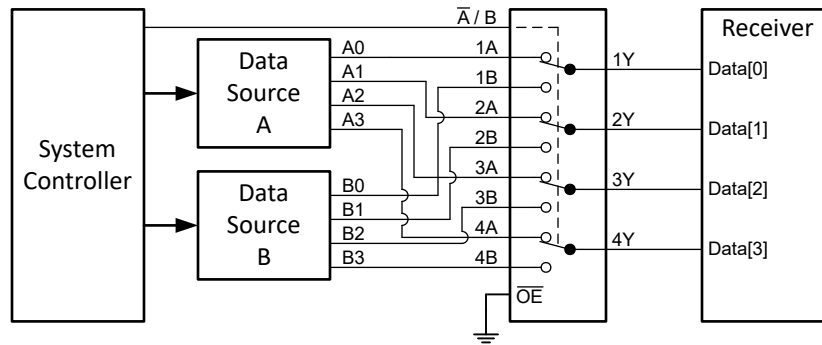 System
Controller
Data
Source
A
A0
A1
A2
A3
Data
Source
B
B0
B1
B2
B3
A̅ / B
1A
1B
2A
2B
3A
3B
4A
4B
O̅E̅
1Y
2Y
3Y
4Y
Receiver
Data[0]
Data[1]
Data[2]
Data[3]